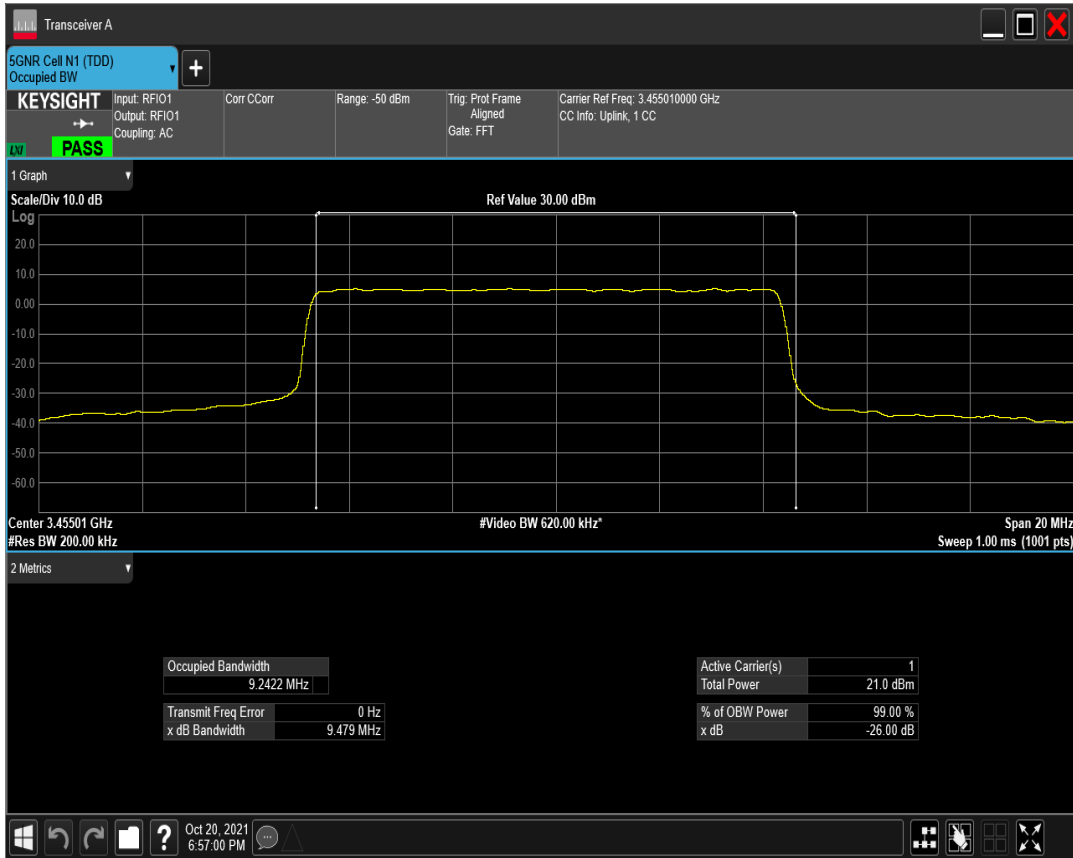 Transceiver A
5GNR Cell N1 (TDD)
Occupied BW
+
KEYSIGHT
LXI
PASS
Input: RFIO1
Output: RFIO1
Coupling: AC
Corr CCorr
Range: -50 dBm
Trig: Prot Frame
Aligned
Gate: FFT
Carrier Ref Freq: 3.455010000 GHz
CC Info: Uplink, 1 CC
1 Graph
Scale/Div 10.0 dB
Ref Value 30.00 dBm
Log
20.0
10.0
0.00
-10.0
-20.0
-30.0
-40.0
-50.0
-60.0
Center 3.45501 GHz
#Video BW 620.00 kHz*
Span 20 MHz
#Res BW 200.00 kHz
Sweep 1.00 ms (1001 pts)
2 Metrics
Occupied Bandwidth
9.2422 MHz
Transmit Freq Error 0 Hz
x dB Bandwidth 9.479 MHz
Active Carrier(s) 1
Total Power 21.0 dBm
% of OBW Power 99.00 %
x dB -26.00 dB
?
Oct 20, 2021
6:57:00 PM